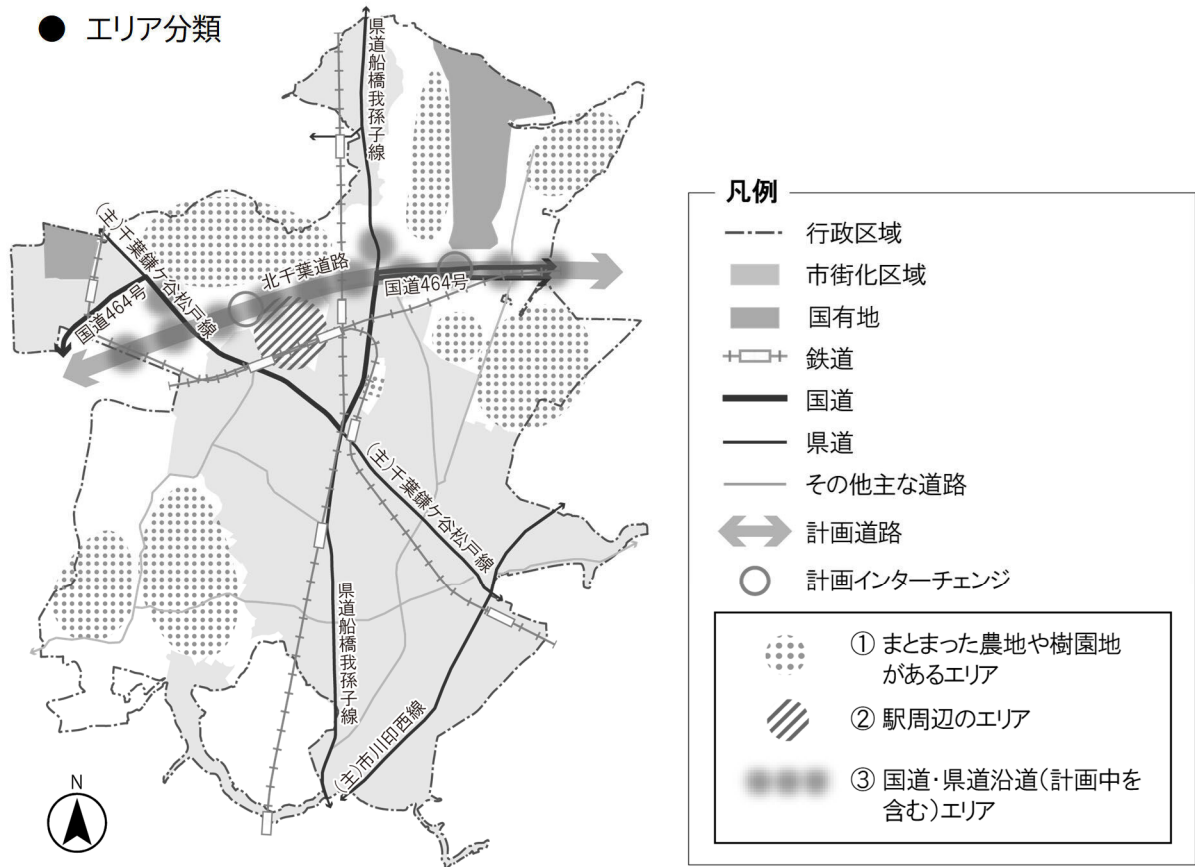 ● エリア分類
県道船橋我孫子線
(主)千葉鎌ケ谷松戸線
北千葉道路
国道464号
国道464号
(主)千葉鎌ケ谷松戸線
県道船橋我孫子線
(主)市川印西線
N
凡例
行政区域
市街化区域
国有地
鉄道
国道
県道
その他主な道路
計画道路
計画インターチェンジ
① まとまった農地や樹園地
があるエリア
② 駅周辺のエリア
③ 国道・県道沿道(計画中を
含む)エリア